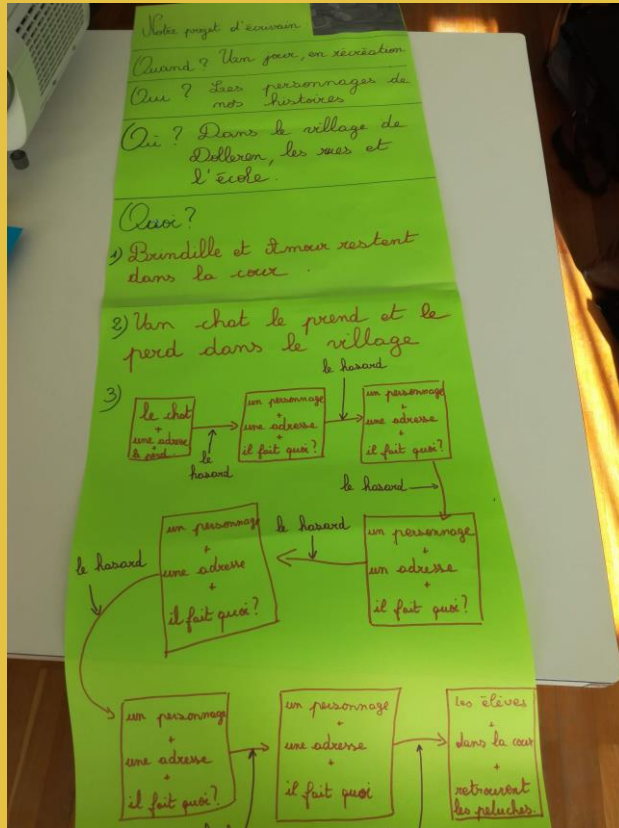 Notre projet d'écrivain
Quand? Un jour, en récréation
Qui ? Les personnages de
nos histoires
Où ? Dans le village de
Dolleren, les rues et
l'école.
Quoi?
1) Brindille et Amour restent
dans la cour.
2) Un chat le prend et le
perd dans le village
3)
le chat
+
une adresse
le perd.
le
hasard
un personnage
+
une adresse
+
il fait quoi?
le hasard
un personnage
+
une adresse
+
il fait quoi?
le hasard
un personnage
+
un adresse
+
il fait quoi?
le hasard
un personnage
+
une adresse
+
il fait quoi?
le hasard
un personnage
+
une adresse
+
il fait quoi?
un personnage
+
une adresse
+
il fait quoi
les élèves
+
dans la cour
+
retrouvent
les peluches.